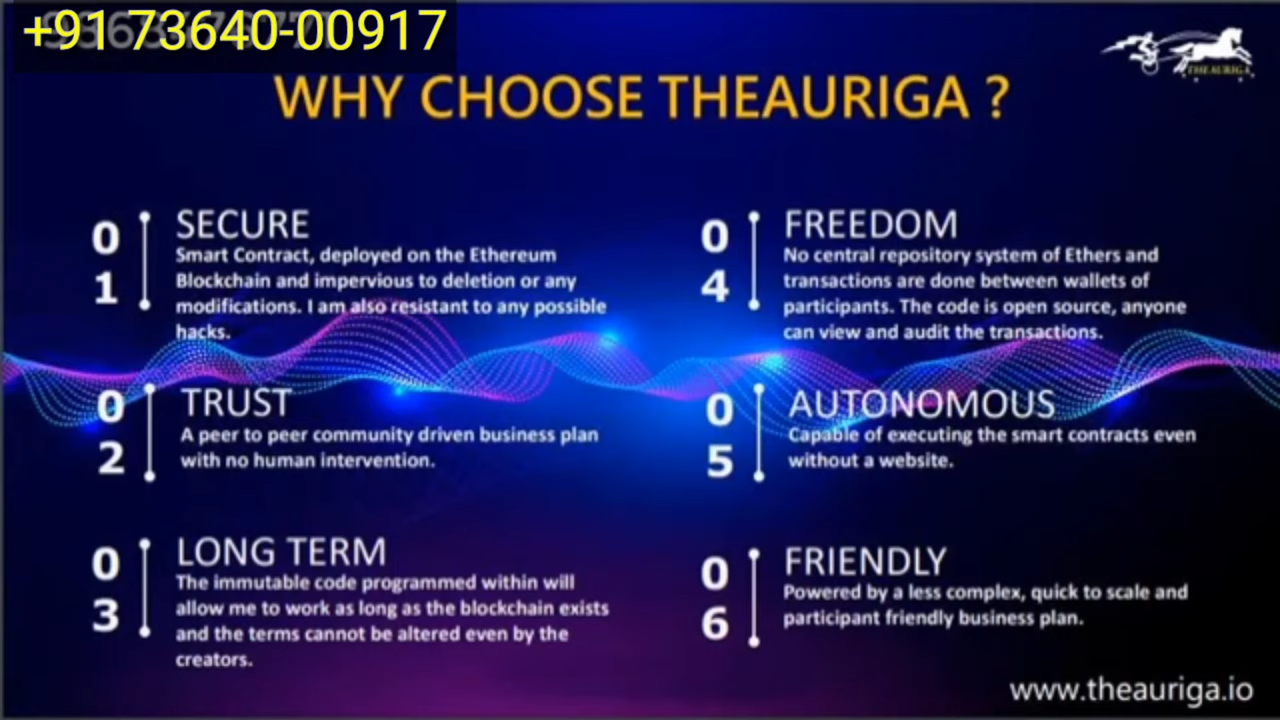 +91 73640-00917
THEAURIGA
WHY CHOOSE THEAURIGA ?
01
SECURE
Smart Contract, deployed on the Ethereum
Blockchain and impervious to deletion or any
modifications. I am also resistant to any possible
hacks.
02
TRUST
A peer to peer community driven business plan
with no human intervention.
03
LONG TERM
The immutable code programmed within will
allow me to work as long as the blockchain exists
and the terms cannot be altered even by the
creators.
04
FREEDOM
No central repository system of Ethers and
transactions are done between wallets of
participants. The code is open source, anyone
can view and audit the transactions.
05
AUTONOMOUS
Capable of executing the smart contracts even
without a website.
06
FRIENDLY
Powered by a less complex, quick to scale and
participant friendly business plan.
www.theauriga.io